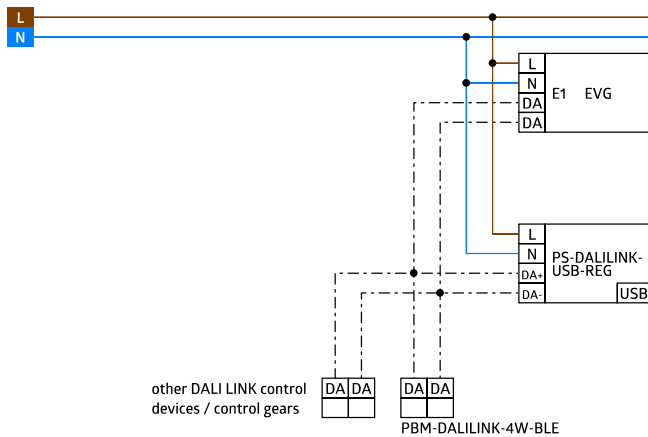 L
N
L
N
DA
DA
E1 EVG
L
N
DA+
DA-
PS-DALILINK-
USB-REG
USB
other DALI LINK control
devices / control gears
DA DA
DA DA
PBM-DALILINK-4W-BLE